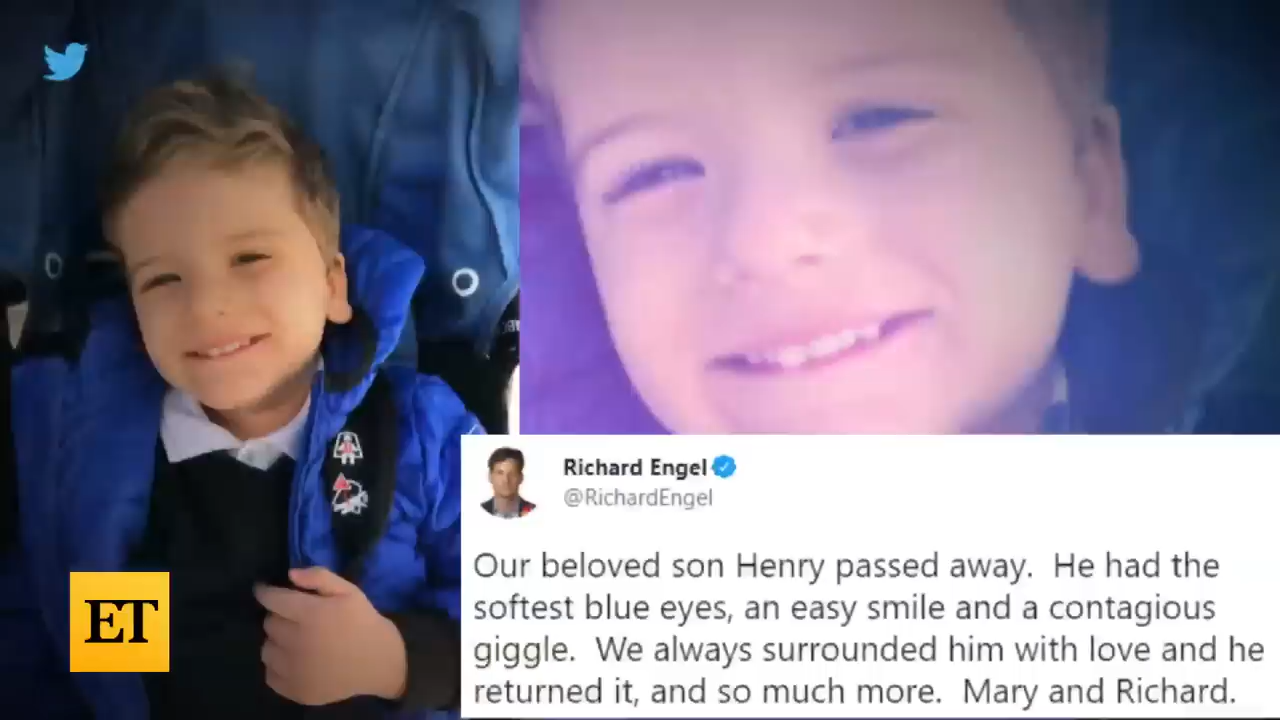 Richard Engel
@RichardEngel
Our beloved son Henry passed away.  He had the
softest blue eyes, an easy smile and a contagious
giggle.  We always surrounded him with love and he
returned it, and so much more.  Mary and Richard.
ET